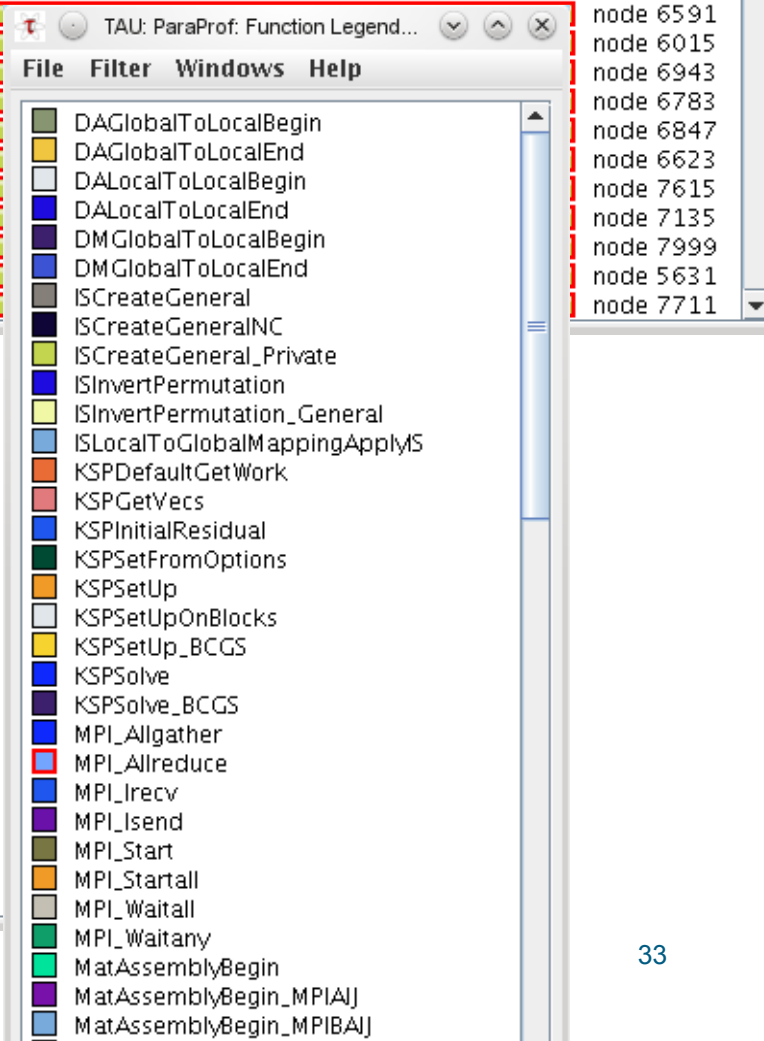 TAU: ParaProf: Function Legend...
File Filter Windows Help
DAGlobalToLocalBegin
DAGlobalToLocalEnd
DALocalToLocalBegin
DALocalToLocalEnd
DMGlobalToLocalBegin
DMGlobalToLocalEnd
ISCreateGeneral
ISCreateGeneralNC
ISCreateGeneral_Private
ISInvertPermutation
ISInvertPermutation_General
ISLocalToGlobalMappingApplyIS
KSPDefaultGetWork
KSPGetVecs
KSPInitialResidual
KSPSetFromOptions
KSPSetUp
KSPSetUpOnBlocks
KSPSetUp_BCGS
KSPSolve
KSPSolve_BCGS
MPI_Allgather
MPI_Allreduce
MPI_Irecv
MPI_Isend
MPI_Start
MPI_Startall
MPI_Waitall
MPI_Waitany
MatAssemblyBegin
MatAssemblyBegin_MPIAIJ
MatAssemblyBegin_MPIBAIJ
node 6591
node 6015
node 6943
node 6783
node 6847
node 6623
node 7615
node 7135
node 7999
node 5631
node 7711
33